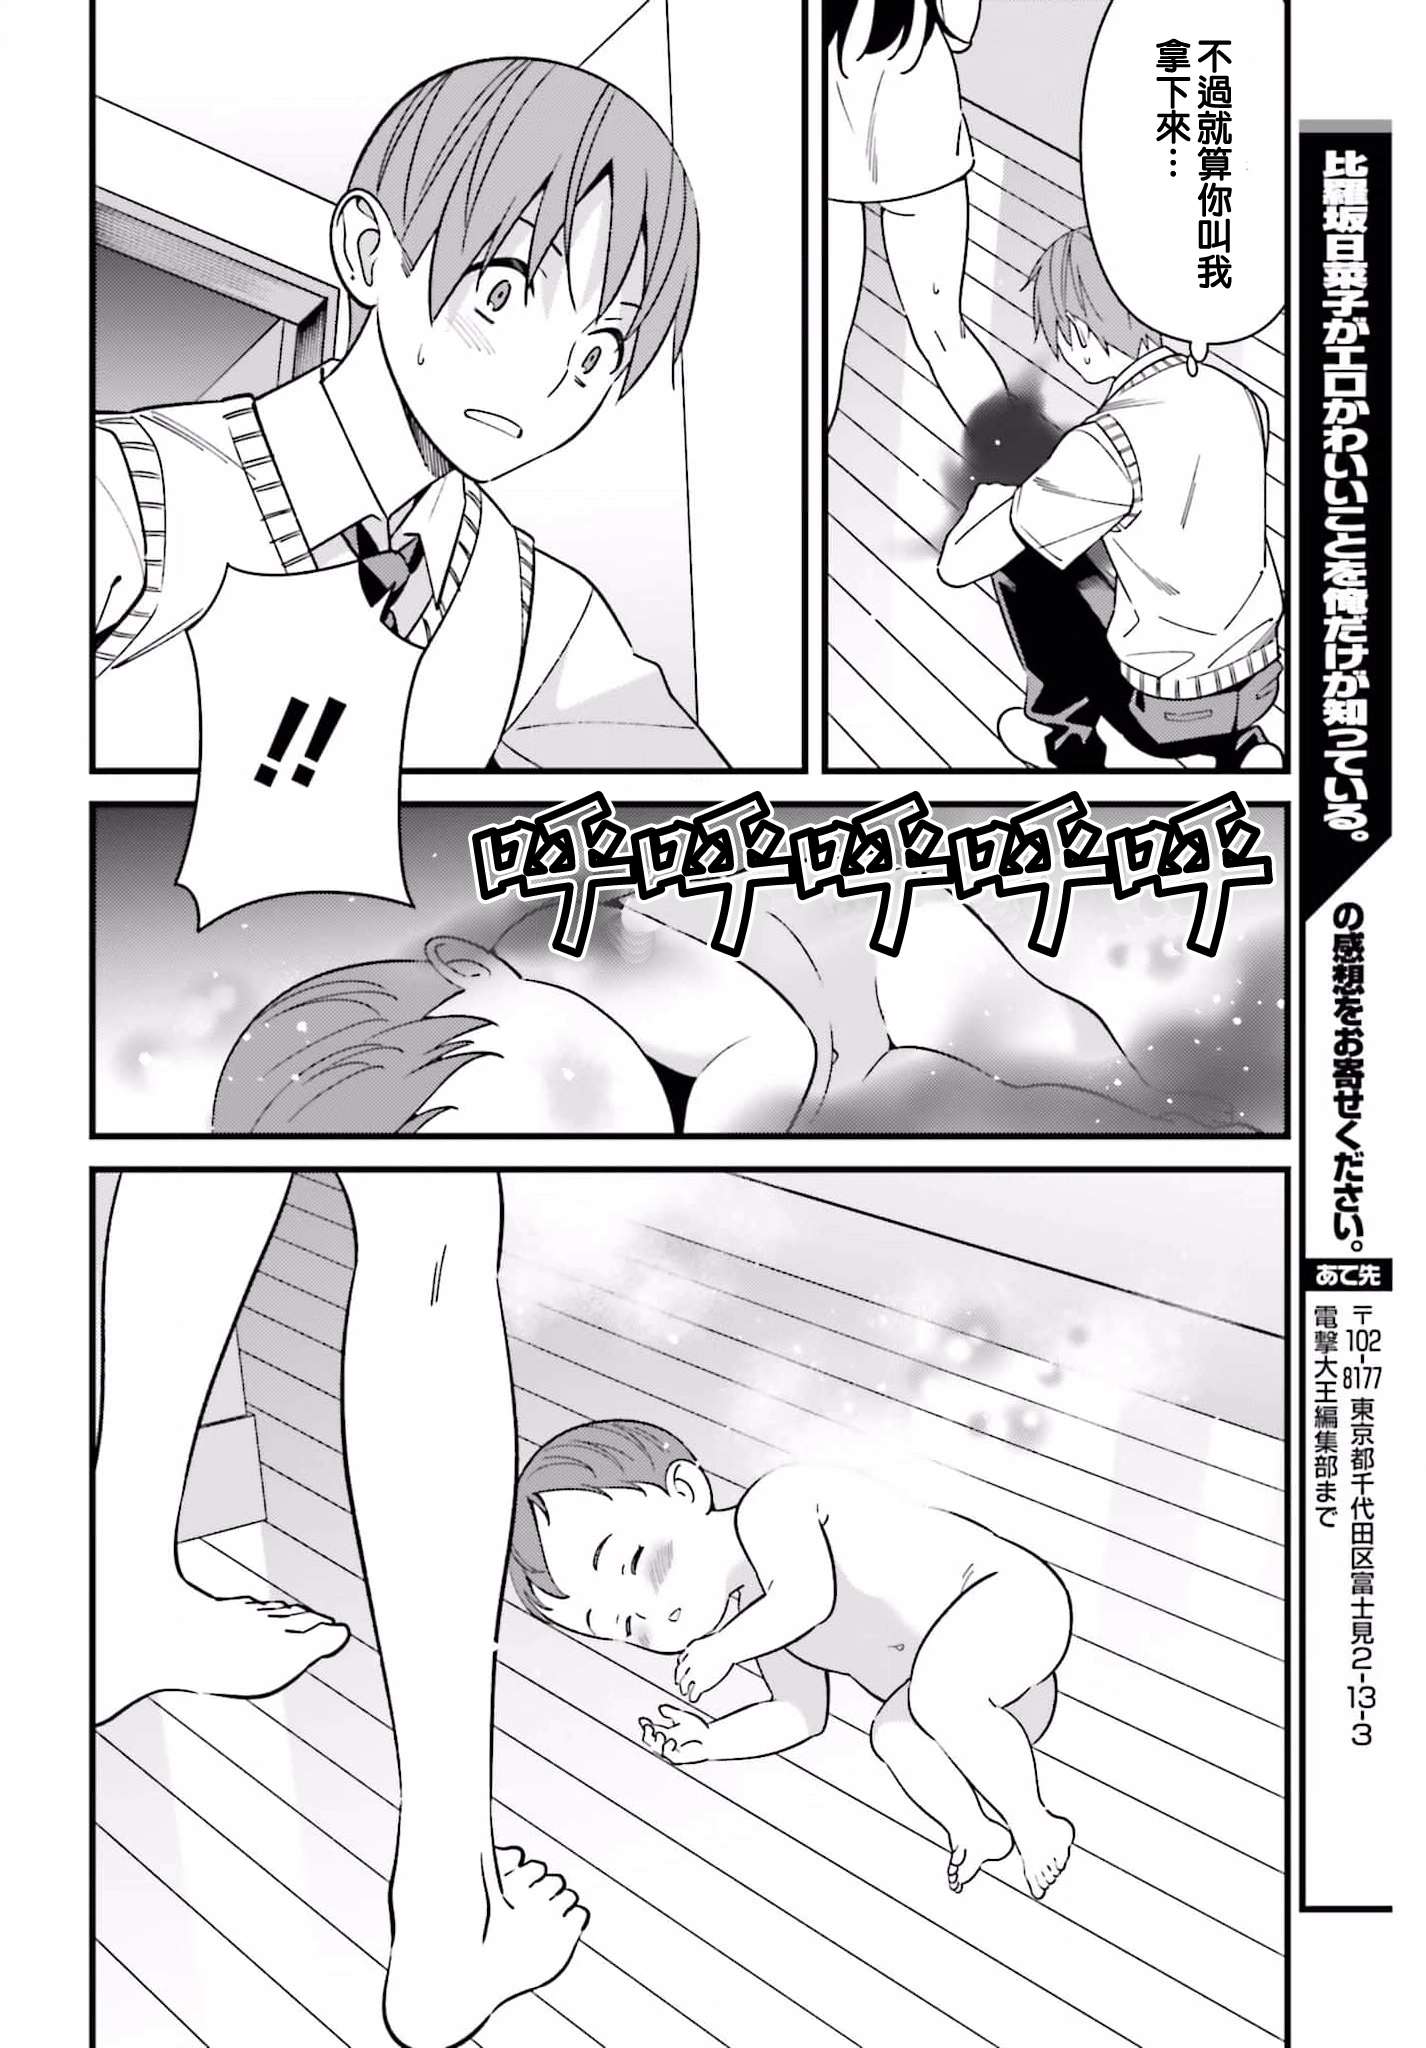 不過就算你叫我
拿下來…
!!
呼呼呼呼呼
比羅坂日菜子がエロかわいいことを俺だけが知っている。
の感想をお寄せください。
あて先
〒102-8177 東京都千代田区富士見2-13-3
電撃大王編集部まで